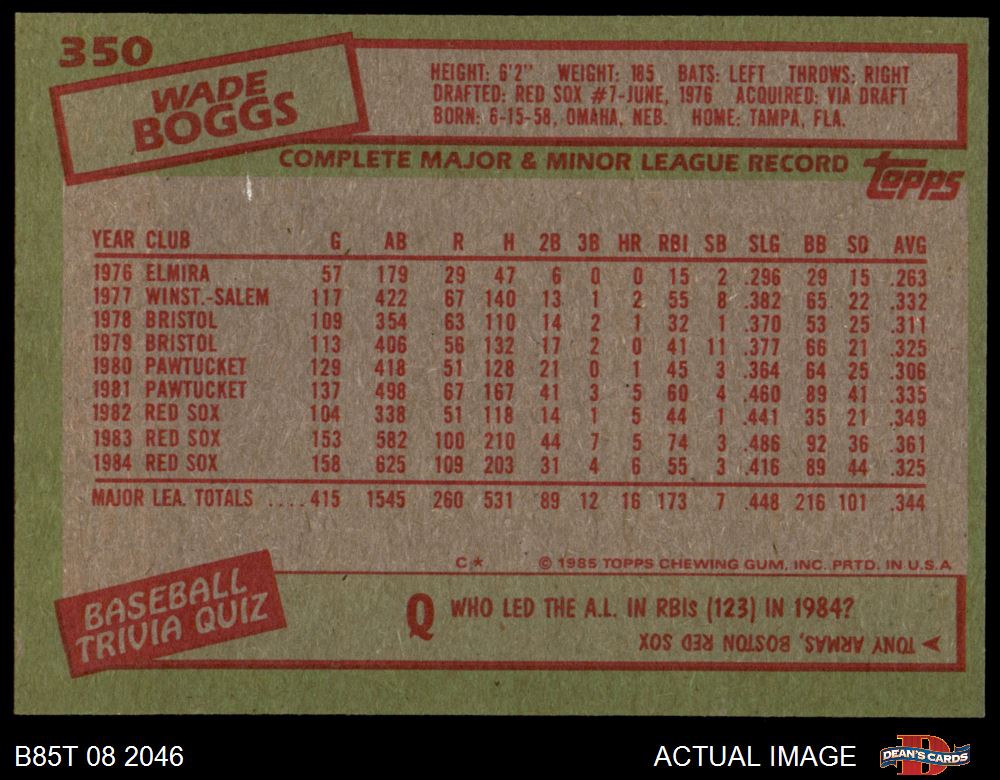 350
WADE
BOGGS
HEIGHT: 6'2" WEIGHT: 185 BATS: LEFT THROWS: RIGHT
DRAFTED: RED SOX #7-JUNE, 1976 ACQUIRED: VIA DRAFT
BORN: 6-15-58, OMAHA, NEB. HOME: TAMPA, FLA.
COMPLETE MAJOR & MINOR LEAGUE RECORD
topps
YEAR CLUB G AB R H 2B 3B HR RBI SB SLG BB SO AVG
1976 ELMIRA 57 179 29 47 6 0 0 15 2 .296 29 15 .263
1977 WINST.-SALEM 117 422 67 140 13 1 2 55 8 .382 65 22 .332
1978 BRISTOL 109 354 63 110 14 2 1 32 1 .370 53 25 .311
1979 BRISTOL 113 406 56 132 17 2 0 41 11 .377 66 21 .325
1980 PAWTUCKET 129 418 51 128 21 0 1 45 3 .364 64 25 .306
1981 PAWTUCKET 137 498 67 167 41 3 5 60 4 .460 89 41 .335
1982 RED SOX 104 338 51 118 14 1 5 44 1 .441 35 21 .349
1983 RED SOX 153 582 100 210 44 7 5 74 3 .486 92 36 .361
1984 RED SOX 158 625 109 203 31 4 6 55 3 .416 89 44 .325
MAJOR LEA. TOTALS ....415 1545 260 531 89 12 16 173 7 .448 216 101 .344
C* © 1985 TOPPS CHEWING GUM, INC. PRTD. IN U.S.A.
BASEBALL
TRIVIA QUIZ
Q WHO LED THE A.L. IN RBIs (123) IN 1984?
TONY ARMAS, BOSTON RED SOX
B85T 08 2046
ACTUAL IMAGE
D
DEAN'S CARDS